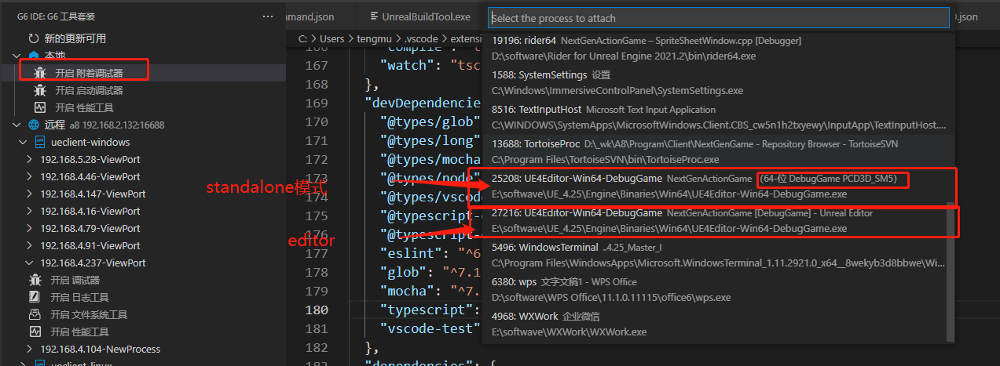 G6 IDE: G6 工具套装
...
新的更新可用
本地
开启 附着调试器
开启 启动调试器
开启 性能工具
远程 a8 192.168.2.132:16688
ueclient-windows
192.168.5.28-ViewPort
192.168.4.46-ViewPort
192.168.4.147-ViewPort
192.168.4.16-ViewPort
192.168.4.79-ViewPort
192.168.4.91-ViewPort
192.168.4.237-ViewPort
开启 调试器
开启 日志工具
开启 文件系统工具
开启 性能工具
192.168.4.104-NewProcess
ueclient-linux
mmand.json
UnrealBuildTool.exe
.json
C: > Users > tengmu > .vscode > extensi
166 "compile": "t
167 "watch": "tsc
168 },
169 "devDependencie
170 "@types/glob"
171 "@types/long"
172 "@types/mocha
173 "@types/node"
174 "@types/vscod
175 "@typescript-
176 "@typescript-
177 "eslint": "^6
178 "glob": "^7.1
179 "mocha": "^7.
180 "typescript":
181 "vscode-test"
182 },
183 "dependencies": {
standalone模式
editor
Select the process to attach
19196: rider64 NextGenActionGame – SpriteSheetWindow.cpp [Debugger]
D:\software\Rider for Unreal Engine 2021.2\bin\rider64.exe
1588: SystemSettings 设置
C:\Windows\ImmersiveControlPanel\SystemSettings.exe
8516: TextInputHost Microsoft Text Input Application
C:\WINDOWS\SystemApps\MicrosoftWindows.Client.CBS_cw5n1h2txyewy\InputApp\TextInputHost....
13688: TortoiseProc D:\_wk\A8\Program\Client\NextGenGame - Repository Browser - TortoiseSVN
C:\Program Files\TortoiseSVN\bin\TortoiseProc.exe
25208: UE4Editor-Win64-DebugGame NextGenActionGame (64-位 DebugGame PCD3D_SM5)
E:\softwave\UE_4.25\Engine\Binaries\Win64\UE4Editor-Win64-DebugGame.exe
27216: UE4Editor-Win64-DebugGame NextGenActionGame [DebugGame] - Unreal Editor
E:\softwave\UE_4.25\Engine\Binaries\Win64\UE4Editor-Win64-DebugGame.exe
5496: WindowsTerminal ..4.25_Master_I
C:\Program Files\WindowsApps\Microsoft.WindowsTerminal_1.11.2921.0_x64__8wekyb3d8bbwe\Wi...
6380: wps 文字文稿1 - WPS Office
D:\software\WPS Office\11.1.0.11115\office6\wps.exe
4968: WXWork 企业微信
E:\softwave\WXWork\WXWork.exe